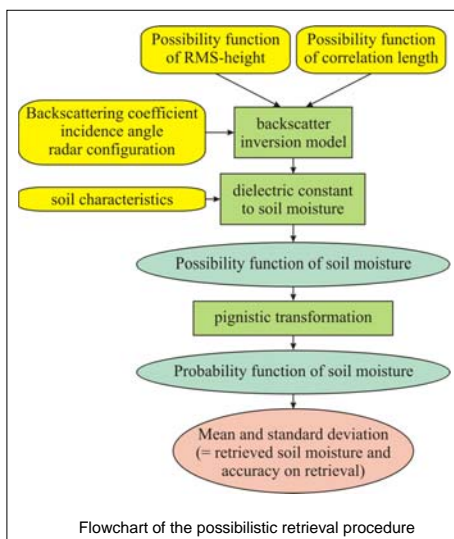 Possibility function
of RMS-height
Possibility function
of correlation length
Backscattering coefficient
incidence angle
radar configuration
backscatter
inversion model
soil characteristics
dielectric constant
to soil moisture
Possibility function of soil moisture
pignistic transformation
Probability function of soil moisture
Mean and standard deviation
(= retrieved soil moisture and
accuracy on retrieval)
Flowchart of the possibilistic retrieval procedure